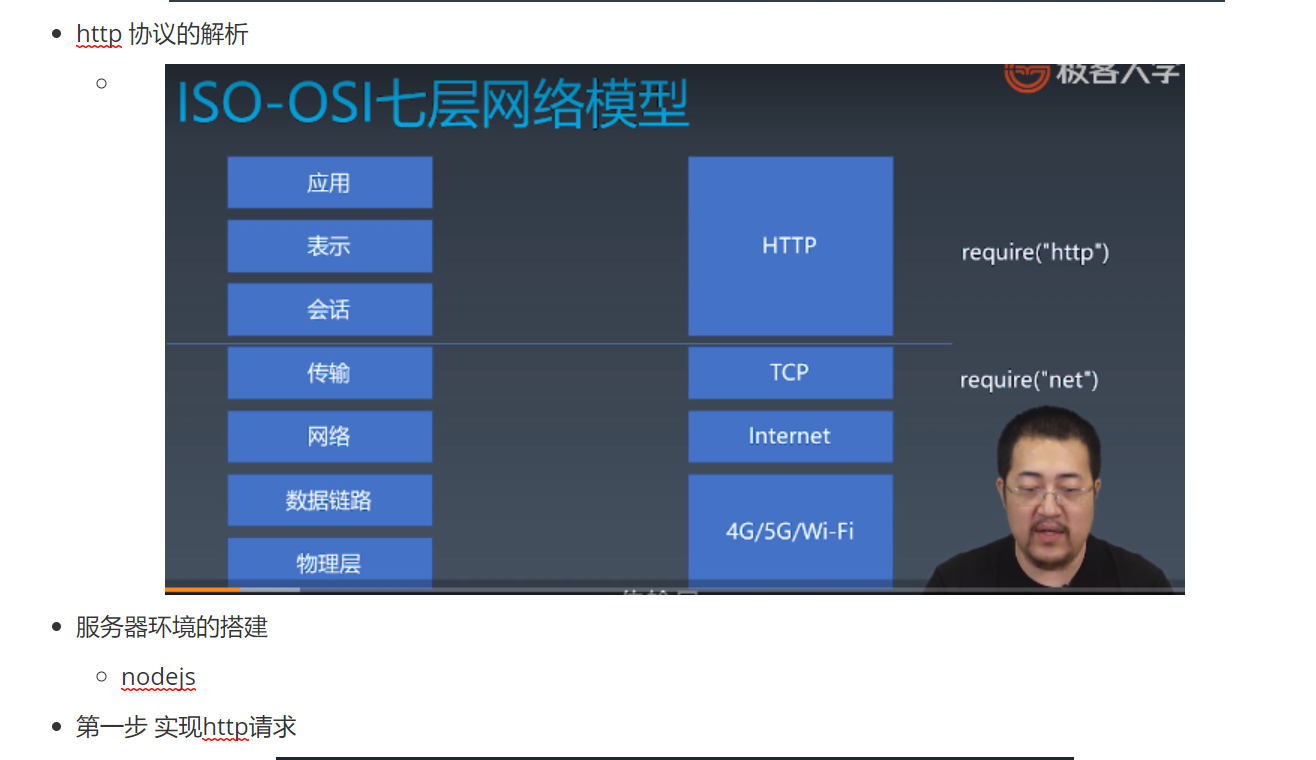 http 协议的解析
ISO-OSI七层网络模型
极客大学
应用
表示
会话
传输
网络
数据链路
物理层
HTTP
TCP
Internet
4G/5G/Wi-Fi
require("http")
require("net")
服务器环境的搭建
nodejs
第一步 实现http请求